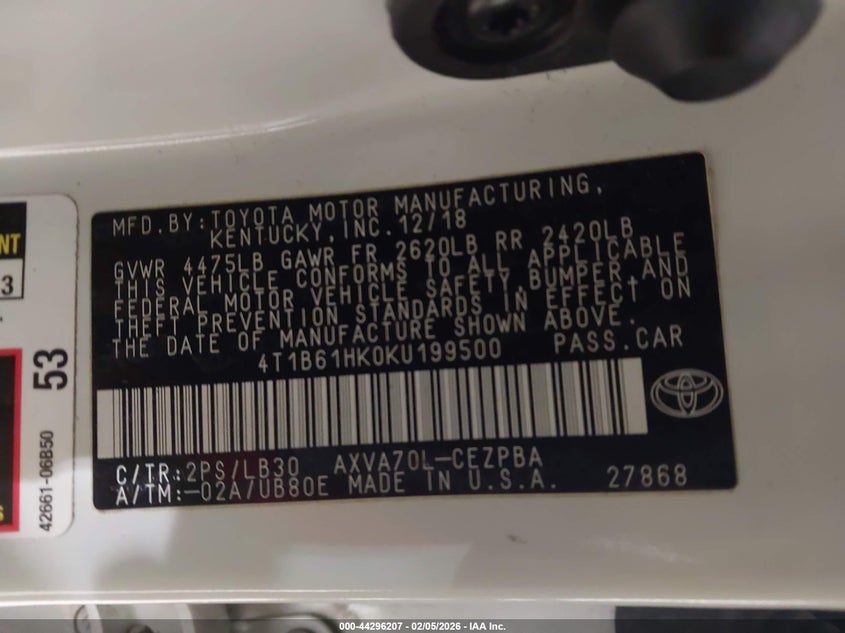 MFD.BY:TOYOTA MOTOR MANUFACTURING,
KENTUCKY,INC.12/18
GVWR 4475LB GAWR FR 2620LB RR 2420LB
THIS VEHICLE CONFORMS TO ALL APPLICABLE
FEDERAL MOTOR VEHICLE SAFETY,BUMPER,AND
THEFT PREVENTION STANDARDS IN EFFECT ON
THE DATE OF MANUFACTURE SHOWN ABOVE.
4T1B61HK0KU199500 PASS.CAR
C/TR:2PS/LB30 AXVA70L-CEZPBA
A/TM:-02A/UB80E MADE IN U.S.A. 27868
NT
3
53
42661-06B50
S
000-44296207 - 02/05/2026 - IAA Inc.